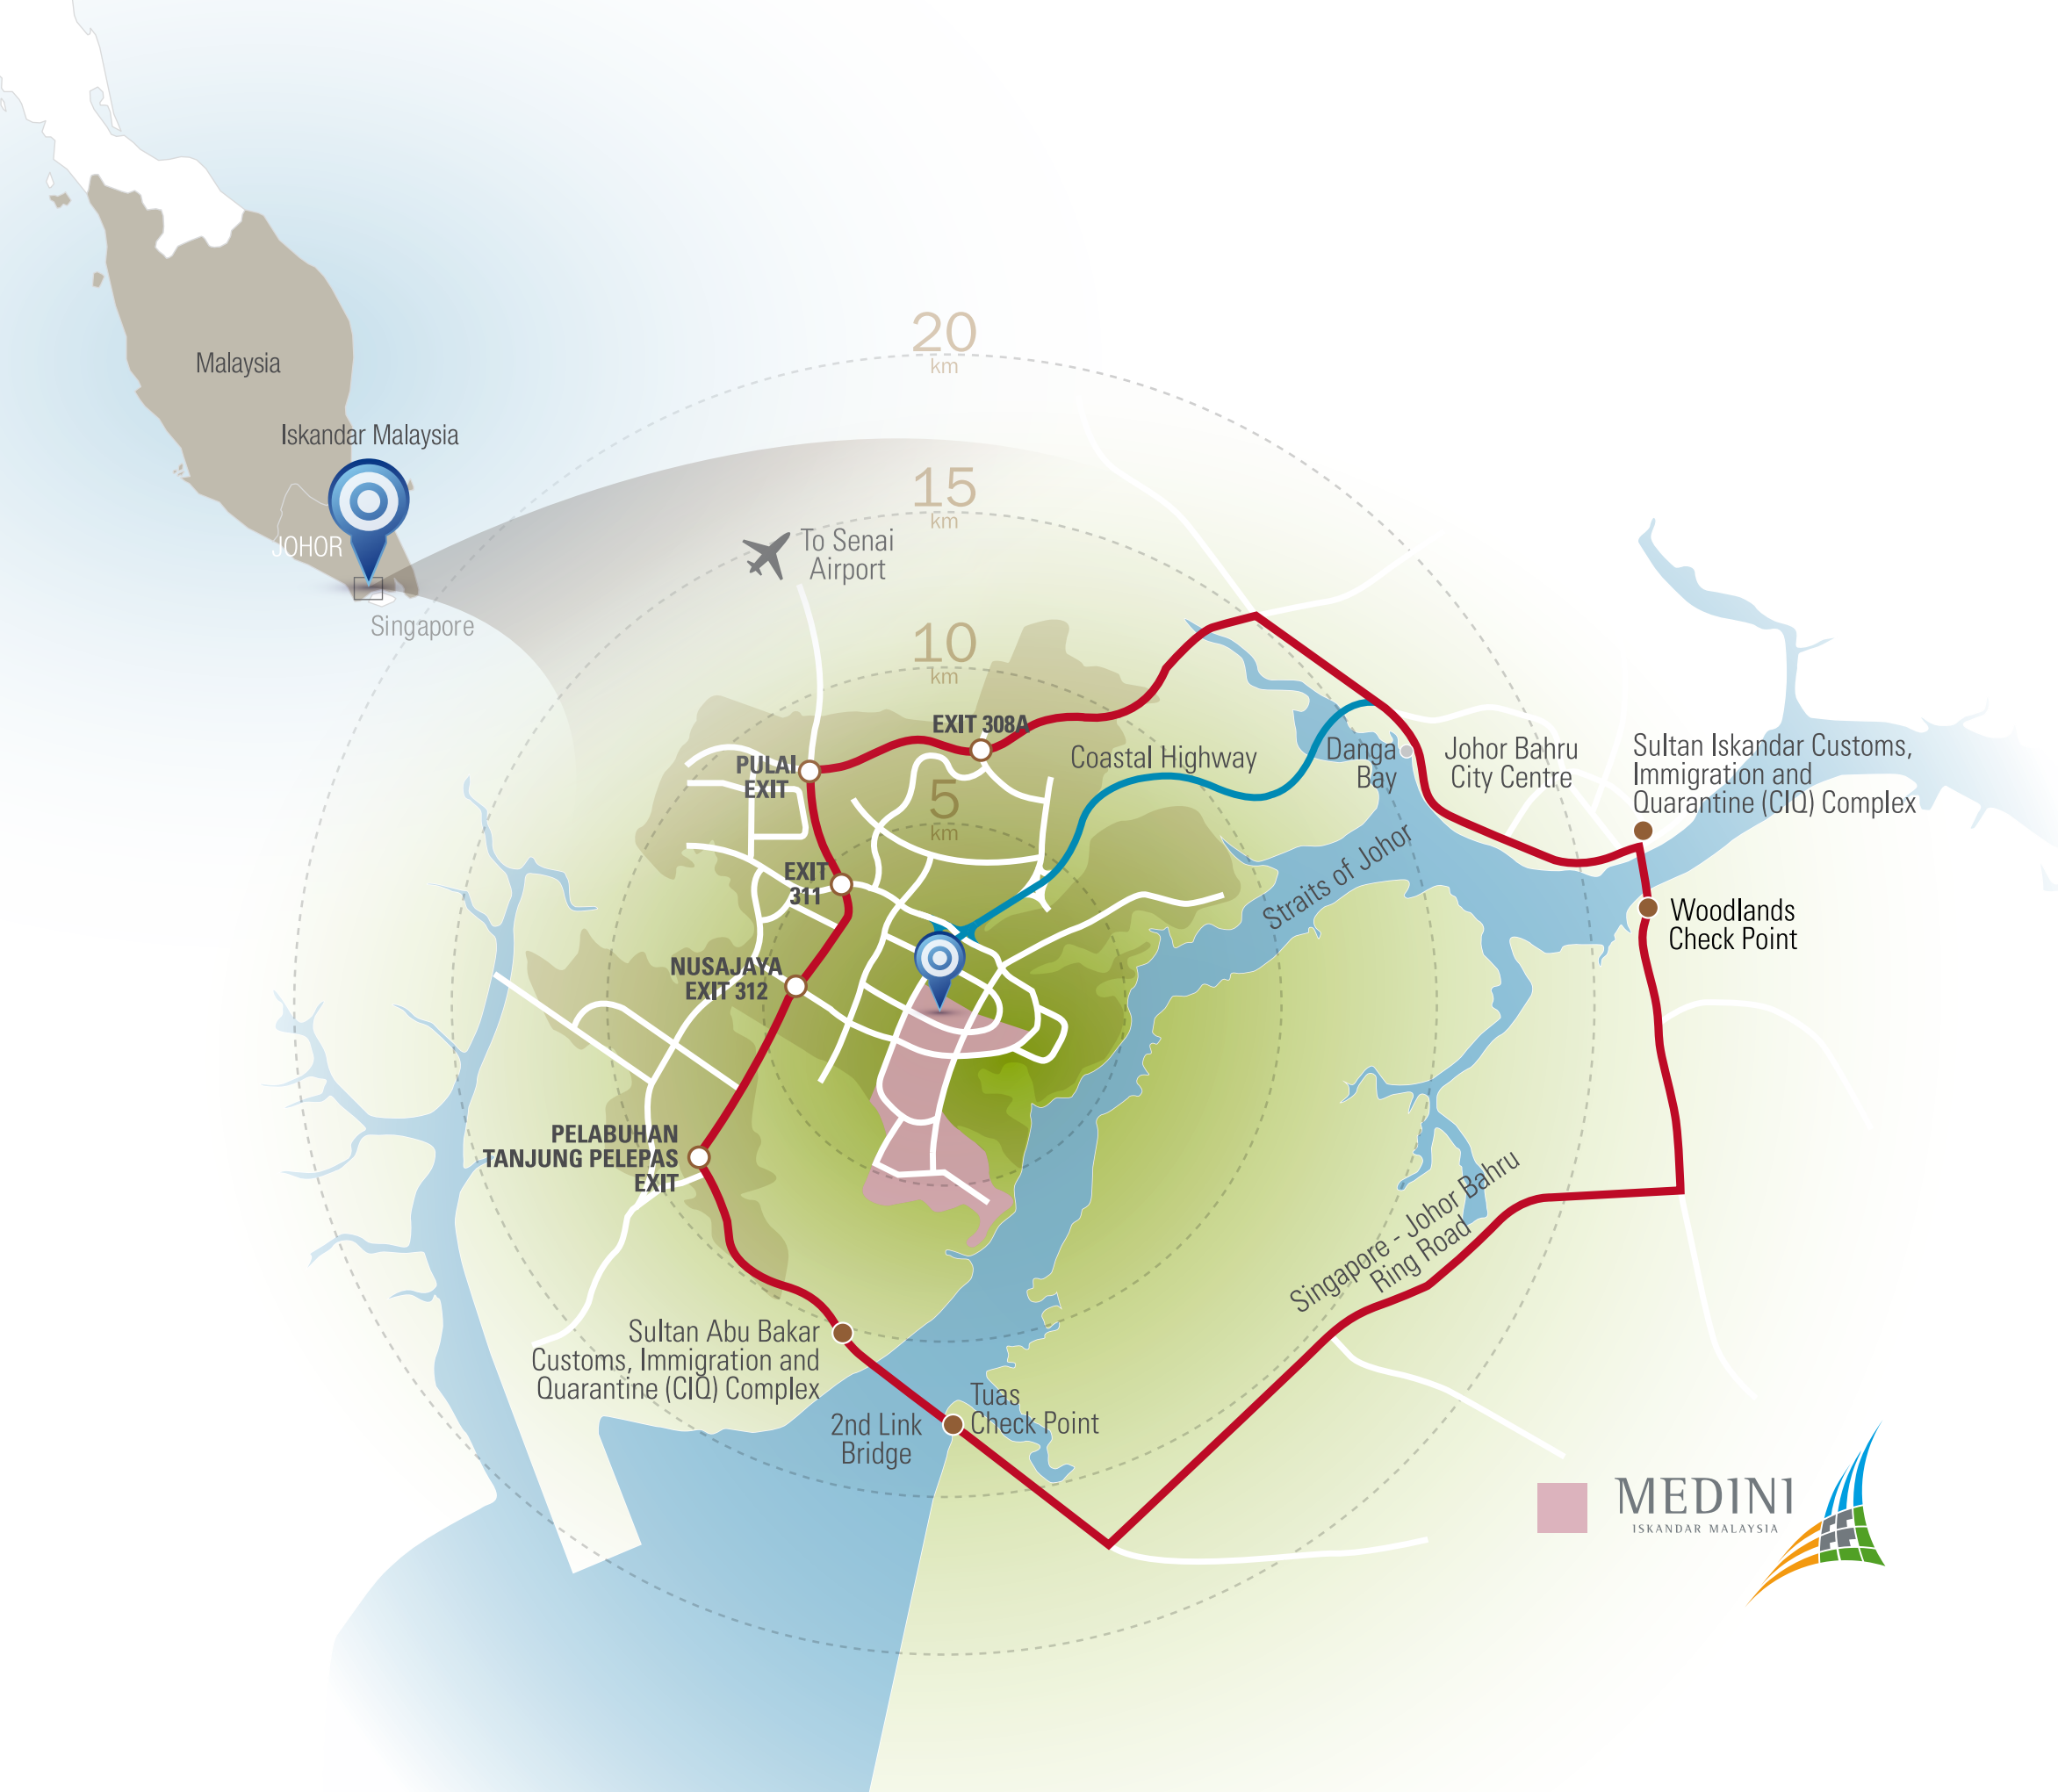 Malaysia
Iskandar Malaysia
JOHOR
Singapore
20
km
15
km
To Senai
Airport
10
km
EXIT 308A
PULAI
EXIT
5
km
Coastal Highway
Danga
Bay
Johor Bahru
City Centre
Sultan Iskandar Customs,
Immigration and
Quarantine (CIQ) Complex
EXIT
311
Straits of Johor
Woodlands
Check Point
NUSAJAYA
EXIT 312
PELABUHAN
TANJUNG PELEPAS
EXIT
Singapore - Johor Bahru
Ring Road
Sultan Abu Bakar
Customs, Immigration and
Quarantine (CIQ) Complex
Tuas
Check Point
2nd Link
Bridge
MEDINI
ISKANDAR MALAYSIA